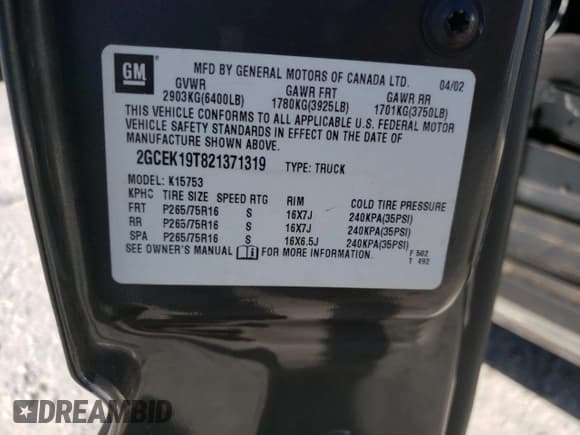 GM
MFD BY GENERAL MOTORS OF CANADA LTD. 04/02
GVWR GAWR FRT GAWR RR
2903KG(6400LB) 1780KG(3925LB) 1701KG(3750LB)
THIS VEHICLE CONFORMS TO ALL APPLICABLE U.S. FEDERAL MOTOR
VEHICLE SAFETY STANDARDS IN EFFECT ON THE DATE OF
MANUFACTURE SHOWN ABOVE.
2GCEK19T821371319 TYPE: TRUCK
MODEL: K15753
KPHC TIRE SIZE SPEED RTG RIM COLD TIRE PRESSURE
FRT P265/75R16 S 16X7J 240KPA(35PSI)
RR P265/75R16 S 16X7J 240KPA(35PSI)
SPA P265/75R16 S 16X6.5J 240KPA(35PSI)
SEE OWNER'S MANUAL FOR MORE INFORMATION. F 502
T 492
DREAMBID